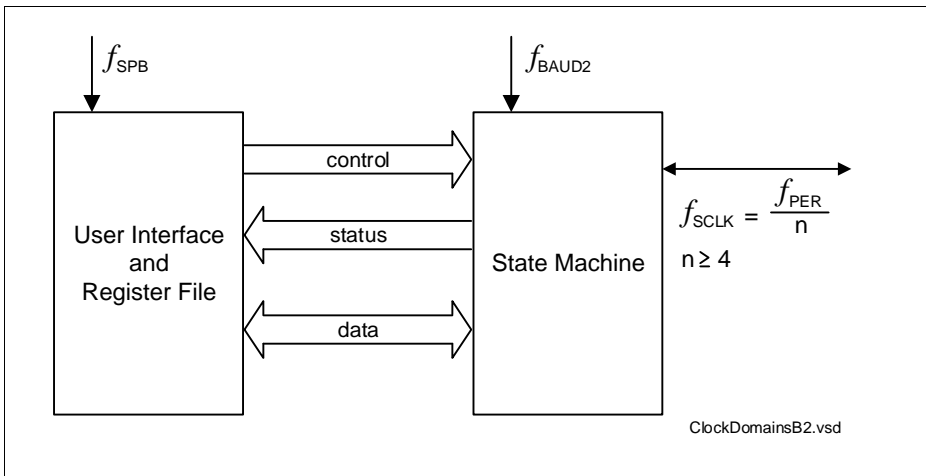 fSPB
fBAUD2
control
status
data
User Interface
and
Register File
State Machine
fSCLK = fPER
n
n ≥ 4
ClockDomainsB2.vsd